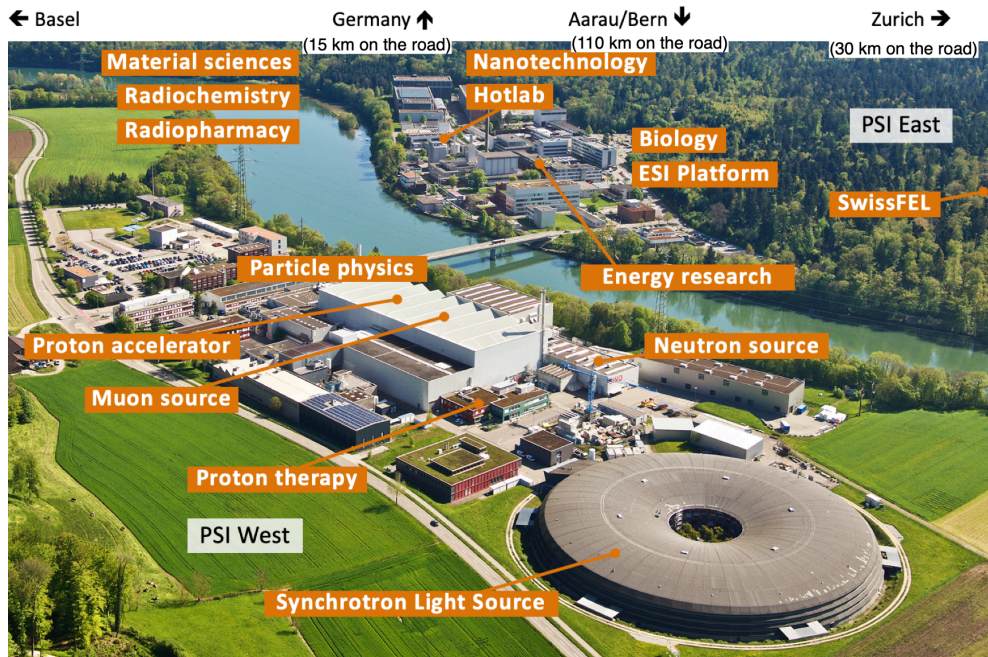 ← Basel
Germany ↑
(15 km on the road)
Aarau/Bern ↓
(110 km on the road)
Zurich →
(30 km on the road)
Material sciences
Radiochemistry
Radiopharmacy
Nanotechnology
Hotlab
Biology
ESI Platform
PSI East
SwissFEL
Particle physics
Energy research
Proton accelerator
Neutron source
Muon source
Proton therapy
PSI West
Synchrotron Light Source